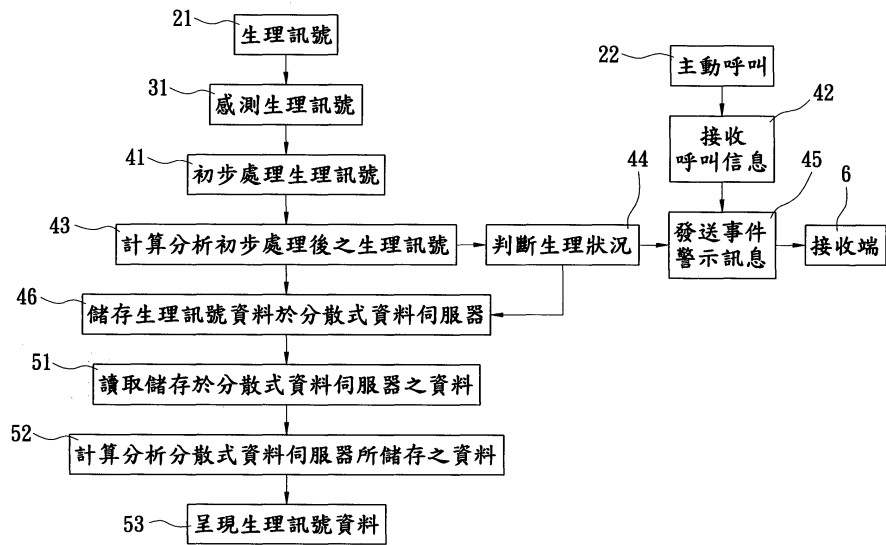 21
生理訊號
31
感測生理訊號
41
初步處理生理訊號
43
計算分析初步處理後之生理訊號
46
儲存生理訊號資料於分散式資料伺服器
51
讀取儲存於分散式資料伺服器之資料
52
計算分析分散式資料伺服器所儲存之資料
53
呈現生理訊號資料
44
判斷生理狀況
22
主動呼叫
42
接收
呼叫信息
45
發送事件
警示訊息
6
接收端